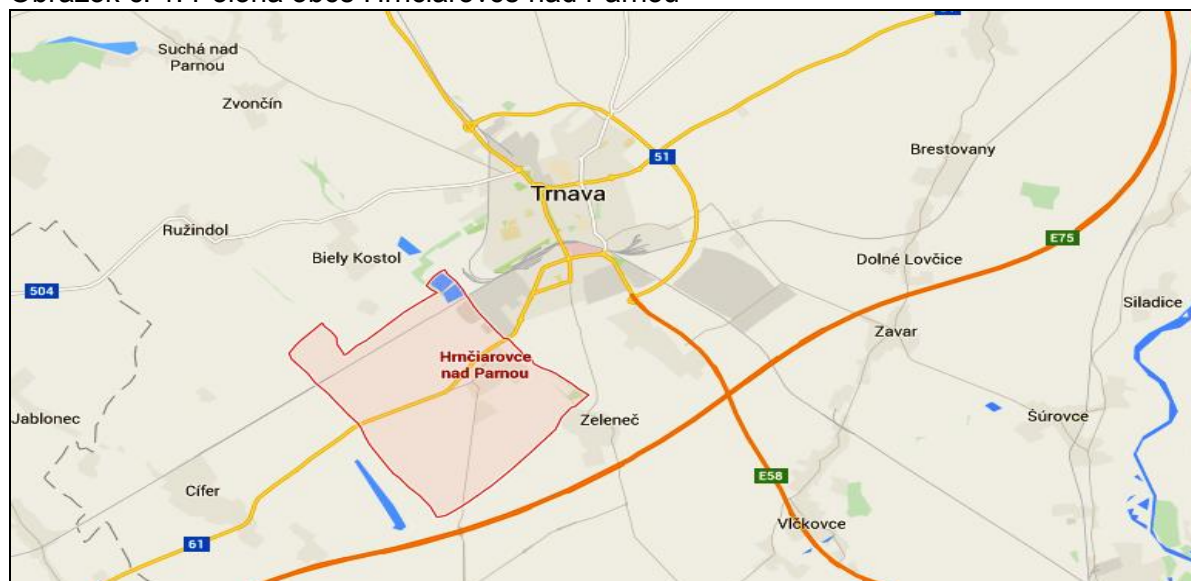 Suchá nad
Parnou
Zvončín
51
Brestovany
Trnava
Ružindol
E75
Biely Kostol
Dolné Lovčice
504
Siladice
Zavar
Hrnčiarovce
nad Parnou
Jablonec
Zeleneč
Šúrovce
Cífer
E58
Vlčkovce
61